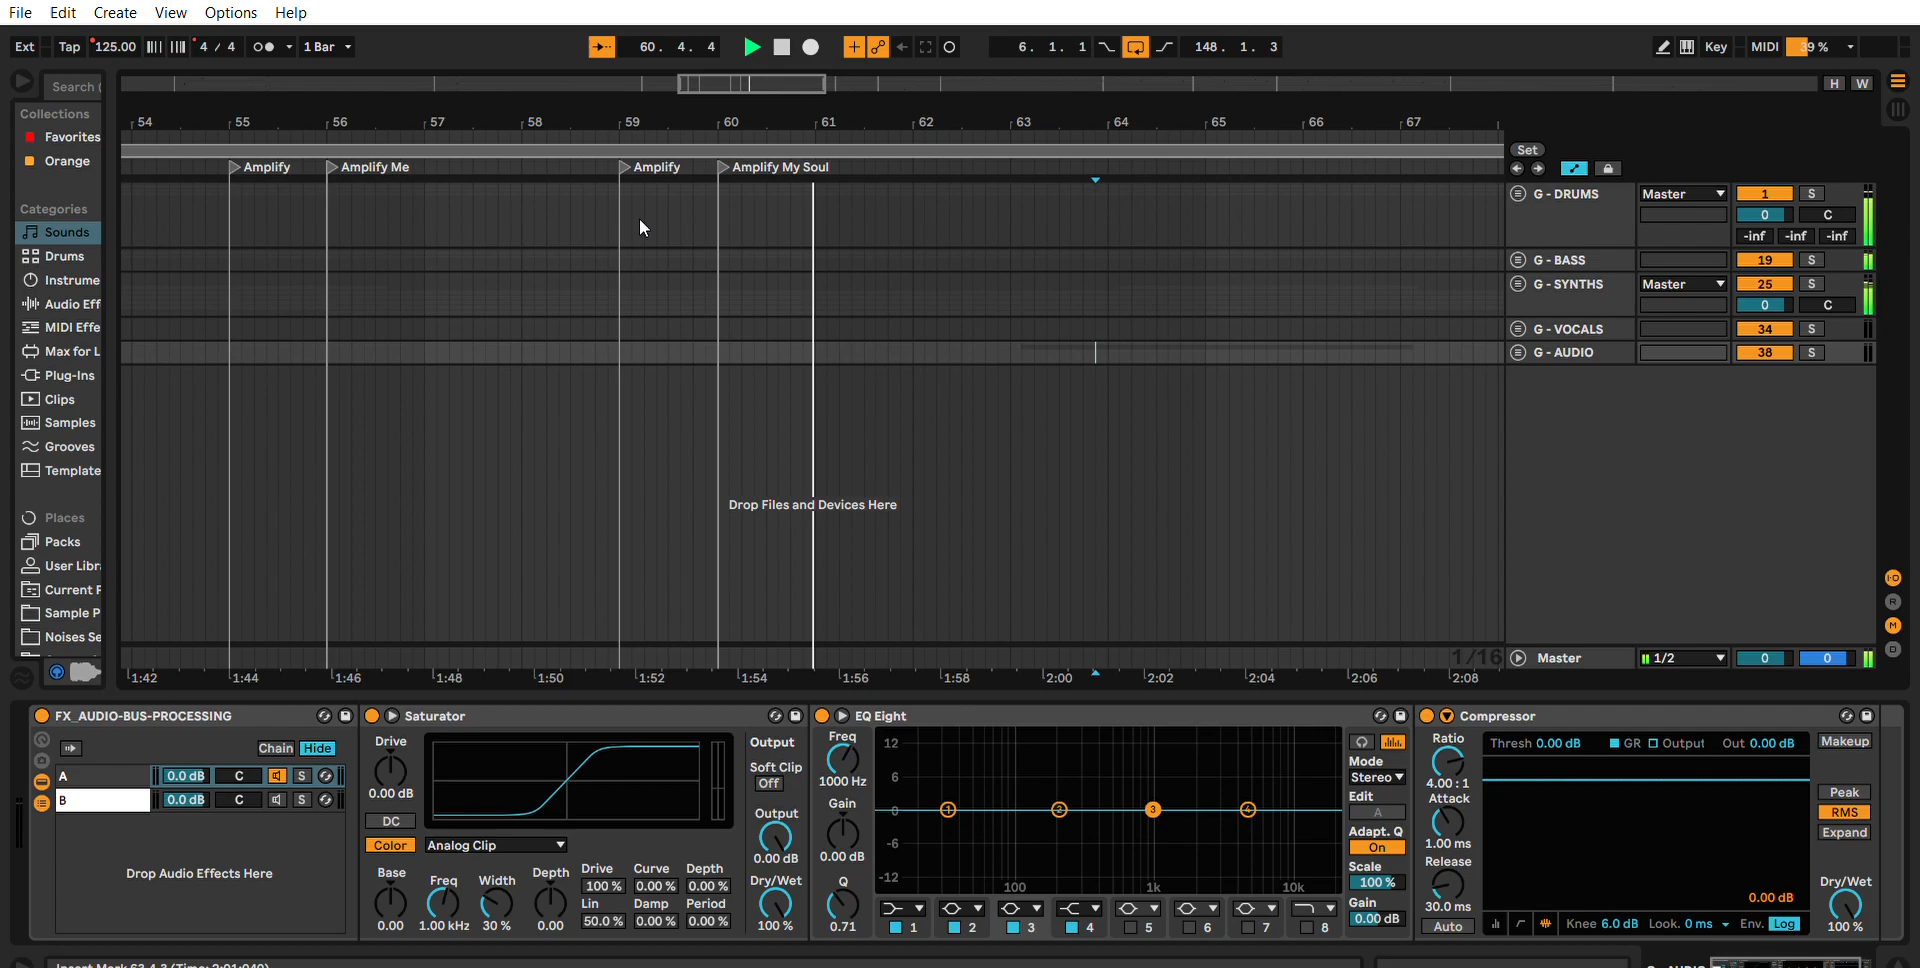 File Edit Create View Options Help
Ext Tap 125.00 4 / 4 1 Bar 60. 4. 4 6. 1. 1 148. 1. 3 Key MIDI 39 %
Search (
H W
Collections
Favorites
Orange
54 55 56 57 58 59 60 61 62 63 64 65 66 67
Set
Amplify Amplify Me Amplify Amplify My Soul
Categories
Sounds
Drums
Instrume
Audio Eff
MIDI Effe
Max for L
Plug-Ins
Clips
Samples
Grooves
Template
Places
Packs
User Libr
Current P
Sample P
Noises Se
G - DRUMS Master 1 S
0 C
-inf -inf -inf
G - BASS 19 S
G - SYNTHS Master 25 S
0 C
G - VOCALS 34 S
G - AUDIO 38 S
Drop Files and Devices Here
1/16
Master 1/2 0 0
1:42 1:44 1:46 1:48 1:50 1:52 1:54 1:56 1:58 2:00 2:02 2:04 2:06 2:08
I·O
R
M
D
FX_AUDIO-BUS-PROCESSING
Chain Hide
A 0.0 dB C S
B 0.0 dB C S
Drop Audio Effects Here
Saturator
Drive
0.00 dB
DC
Color Analog Clip
Base Freq Width Depth
0.00 1.00 kHz 30 % 0.00
Drive Curve Depth
100 % 0.00 % 0.00 %
Lin Damp Period
50.0 % 0.00 % 0.00 %
Output
Soft Clip
Off
Output
0.00 dB
Dry/Wet
100 %
EQ Eight
Freq
1000 Hz
Gain
0.00 dB
Q
0.71
12
6
0
-6
-12
1 2 3 4
100 1k 10k
1 2 3 4 5 6 7 8
Mode
Stereo
Edit
A
Adapt. Q
On
Scale
100 %
Gain
0.00 dB
Compressor
Ratio
4.00 : 1
Attack
1.00 ms
Release
30.0 ms
Auto
Thresh 0.00 dB GR Output Out 0.00 dB
0.00 dB
Knee 6.0 dB Look. 0 ms Env. Log
Makeup
Peak
RMS
Expand
Dry/Wet
100 %
Insert Mark 63.4.3 (Time: 2:01:040)
G - AUDIO